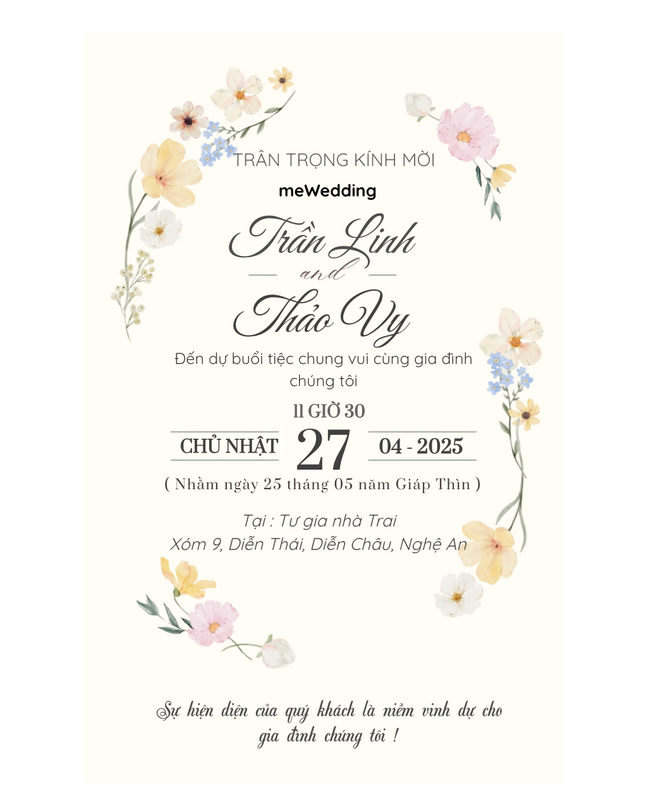 TRÂN TRỌNG KÍNH MỜI
meWedding
Trần Linh
and
Thảo Vy
Đến dự buổi tiệc chung vui cùng gia đình
chúng tôi
11 GIỜ 30
CHỦ NHẬT 27 04 - 2025
( Nhằm ngày 25 tháng 05 năm Giáp Thìn )
Tại : Tư gia nhà Trai
Xóm 9, Diễn Thái, Diễn Châu, Nghệ An
Sự hiện diện của quý khách là niềm vinh dự cho
gia đình chúng tôi !